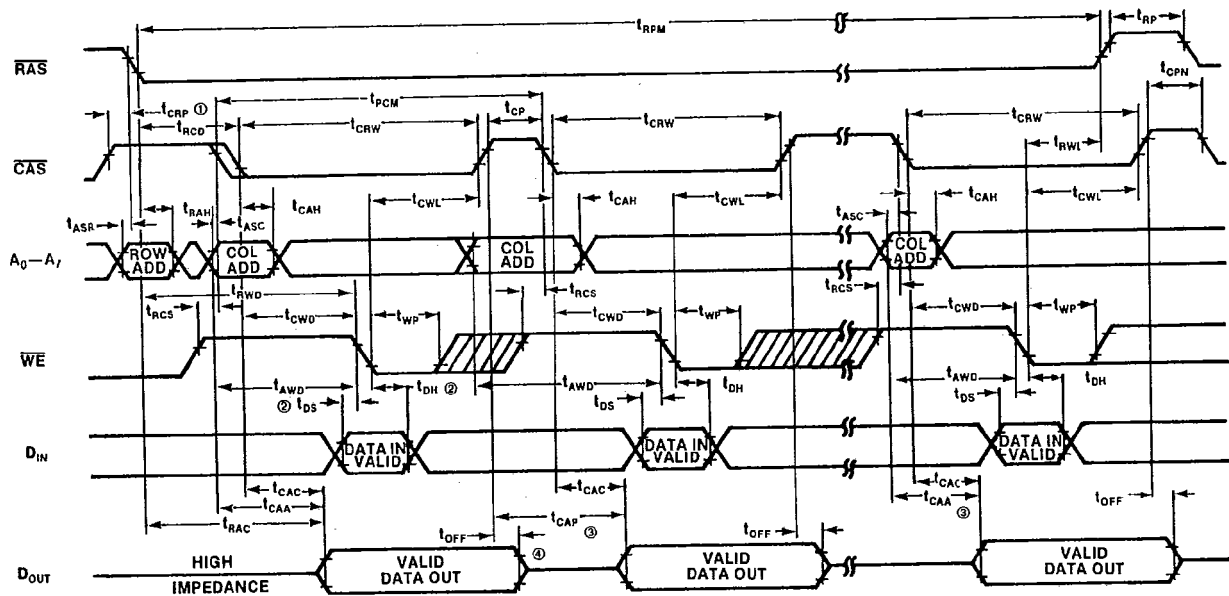 tRPM
tRP
RAS
tCRP ①
tPCM
tCP
tCPN
tRCD
tCRW
tCRW
tCRW
tRWL
CAS
tASR
tRAH
tASC
tCAH
tCWL
tCAH
tCWL
tASC
tCAH
tCWL
A0—A7
ROW ADD
COL ADD
COL ADD
COL ADD
tRCS
tRWD
tCWD
tWP
tRCS
tCWD
tWP
tRCS
tCWD
tWP
WE
tAWD
tDH ②
tAWD
tAWD
tDH
② tDS
tDS
tDH
tDS
DIN
DATA IN VALID
DATA IN VALID
DATA IN VALID
tCAC
tCAA
tRAC
tCAC
tCAP ③
tCAC
tCAA ③
tOFF ④
tOFF
tOFF
DOUT
HIGH IMPEDANCE
VALID DATA OUT
VALID DATA OUT
VALID DATA OUT